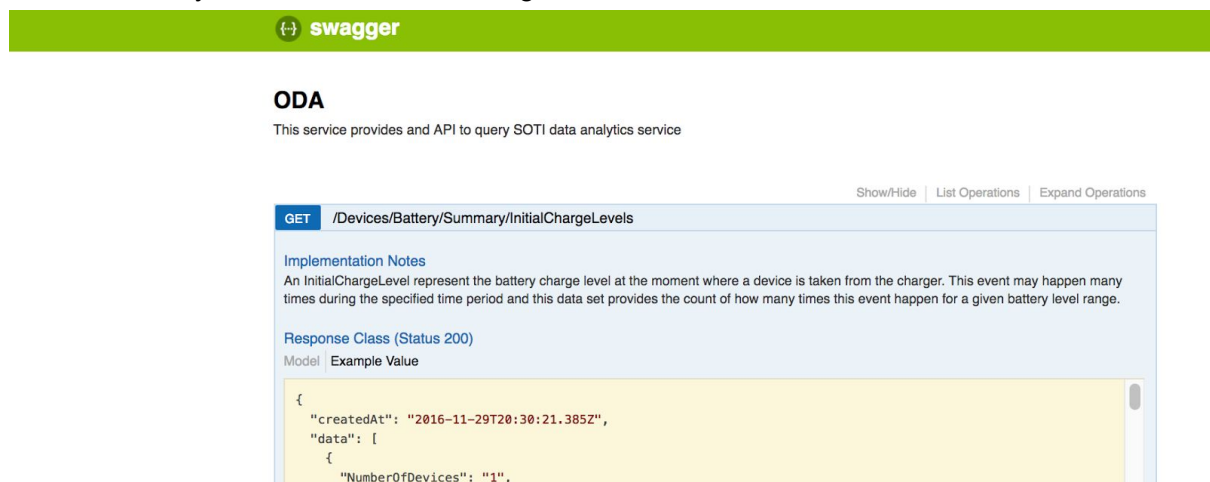 {···} swagger
ODA
This service provides and API to query SOTI data analytics service
Show/Hide | List Operations | Expand Operations
GET /Devices/Battery/Summary/InitialChargeLevels
Implementation Notes
An InitialChargeLevel represent the battery charge level at the moment where a device is taken from the charger. This event may happen many
times during the specified time period and this data set provides the count of how many times this event happen for a given battery level range.
Response Class (Status 200)
Model | Example Value
{
"createdAt": "2016-11-29T20:30:21.385Z",
"data": [
{
"NumberOfDevices": "1",